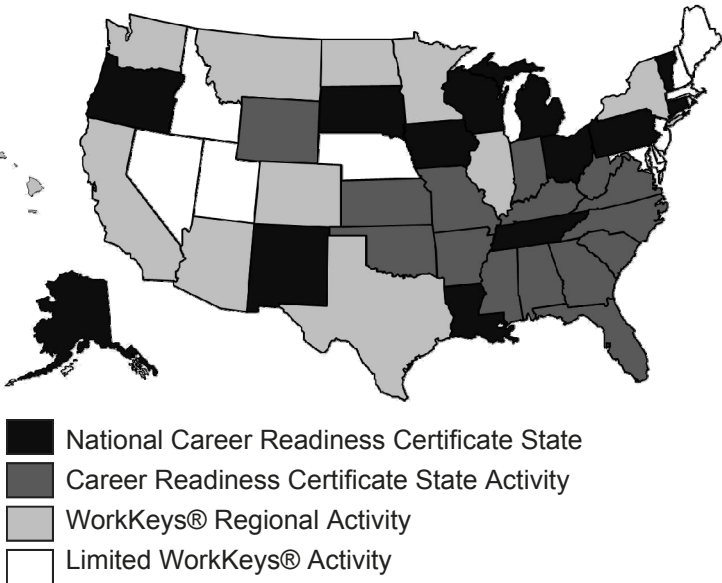 National Career Readiness Certificate State
Career Readiness Certificate State Activity
WorkKeys® Regional Activity
Limited WorkKeys® Activity